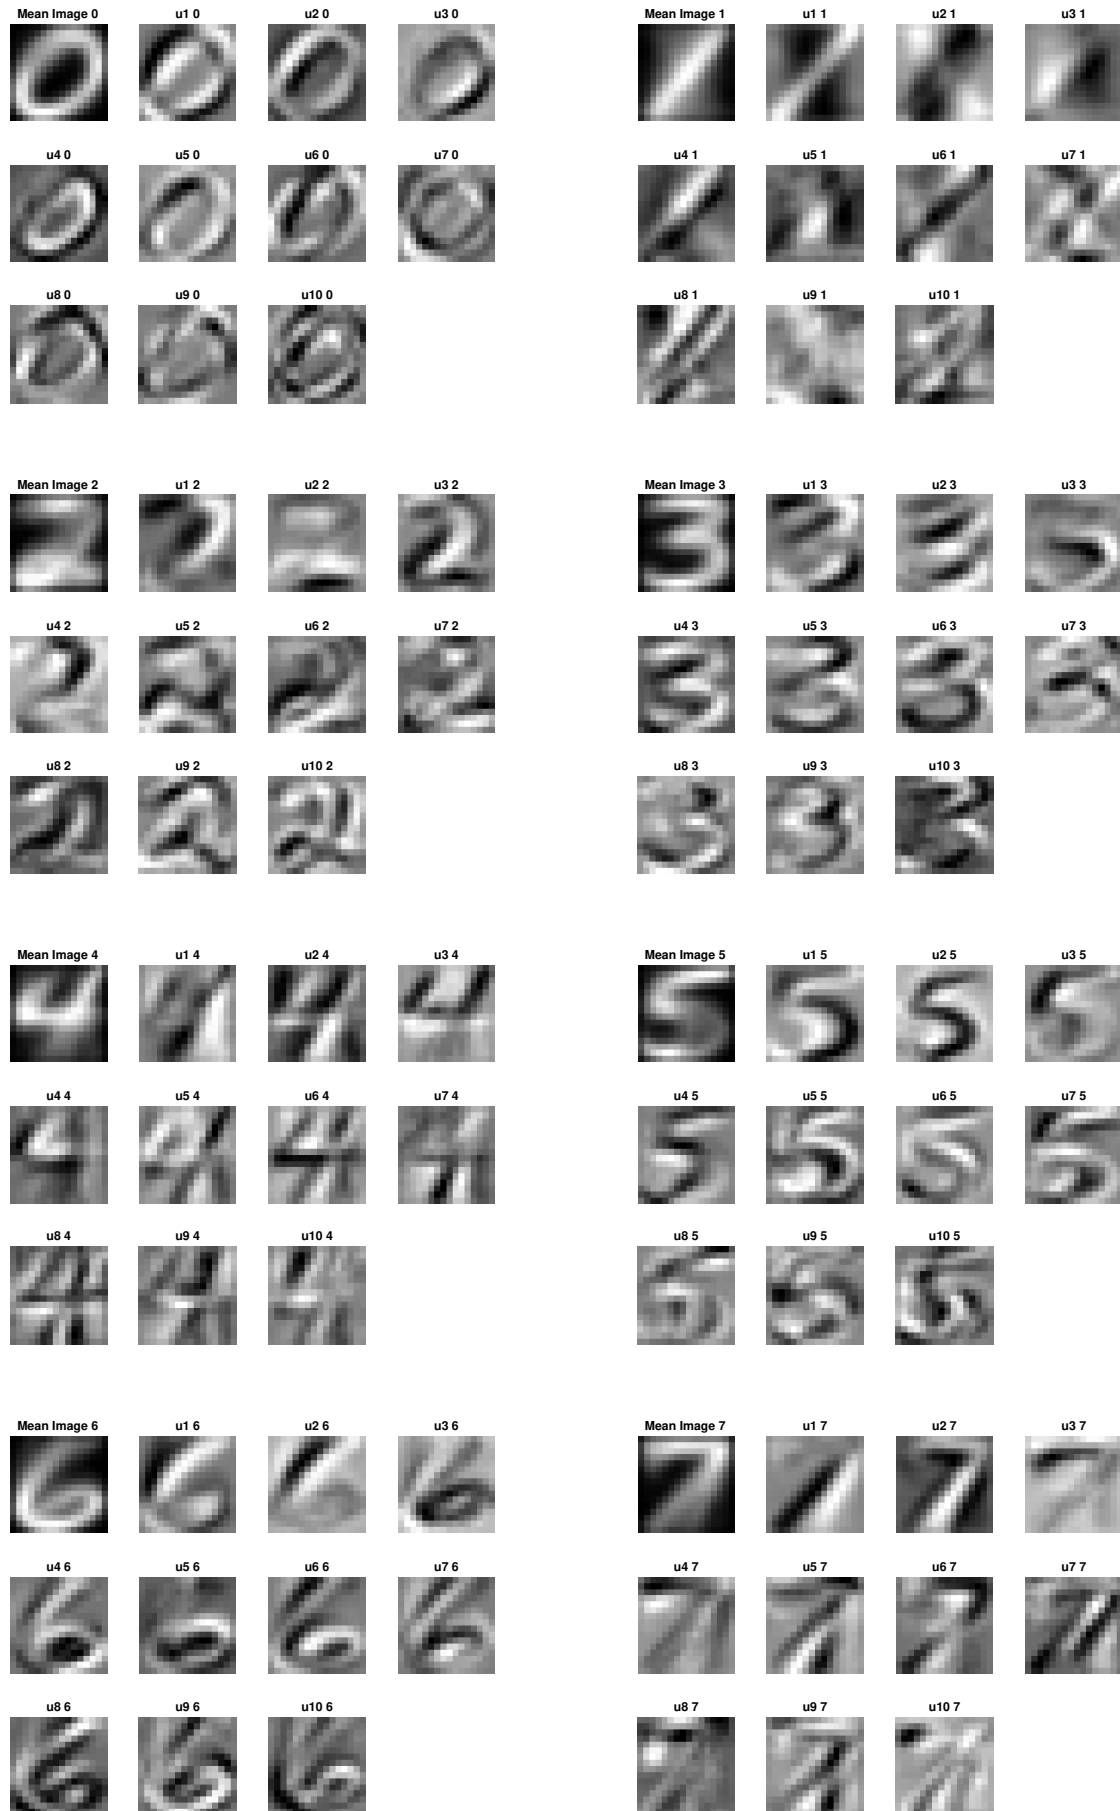 Mean Image 0 u1 0 u2 0 u3 0
u4 0 u5 0 u6 0 u7 0
u8 0 u9 0 u10 0
Mean Image 1 u1 1 u2 1 u3 1
u4 1 u5 1 u6 1 u7 1
u8 1 u9 1 u10 1
Mean Image 2 u1 2 u2 2 u3 2
u4 2 u5 2 u6 2 u7 2
u8 2 u9 2 u10 2
Mean Image 3 u1 3 u2 3 u3 3
u4 3 u5 3 u6 3 u7 3
u8 3 u9 3 u10 3
Mean Image 4 u1 4 u2 4 u3 4
u4 4 u5 4 u6 4 u7 4
u8 4 u9 4 u10 4
Mean Image 5 u1 5 u2 5 u3 5
u4 5 u5 5 u6 5 u7 5
u8 5 u9 5 u10 5
Mean Image 6 u1 6 u2 6 u3 6
u4 6 u5 6 u6 6 u7 6
u8 6 u9 6 u10 6
Mean Image 7 u1 7 u2 7 u3 7
u4 7 u5 7 u6 7 u7 7
u8 7 u9 7 u10 7